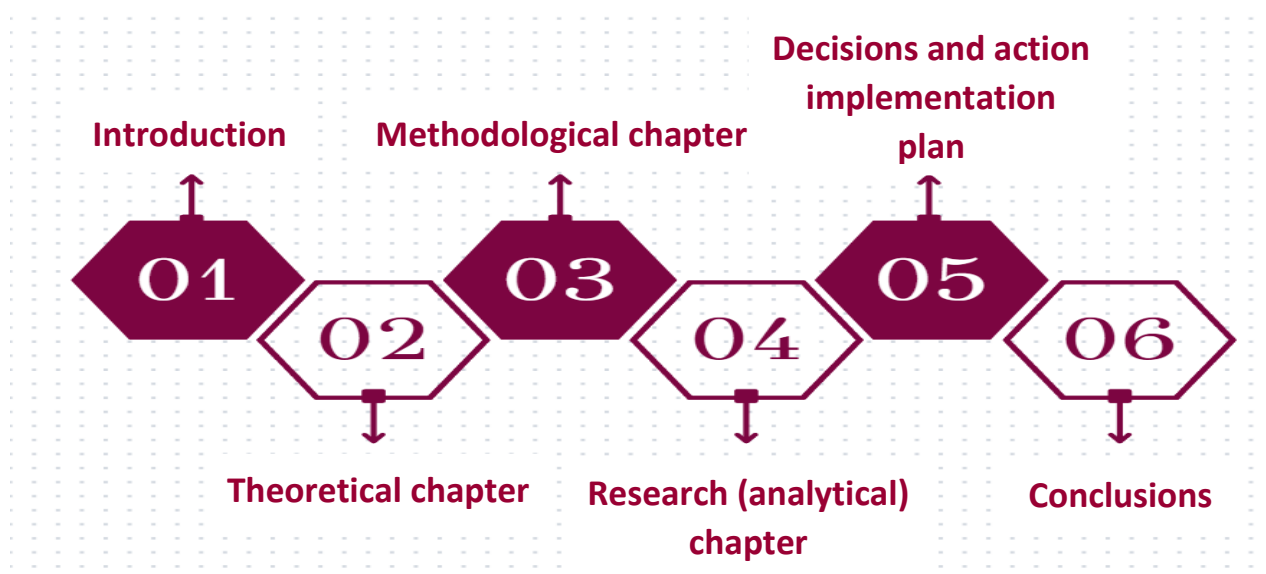 Decisions and action
implementation
plan
Introduction
Methodological chapter
01
03
05
02
04
06
Theoretical chapter
Research (analytical)
chapter
Conclusions